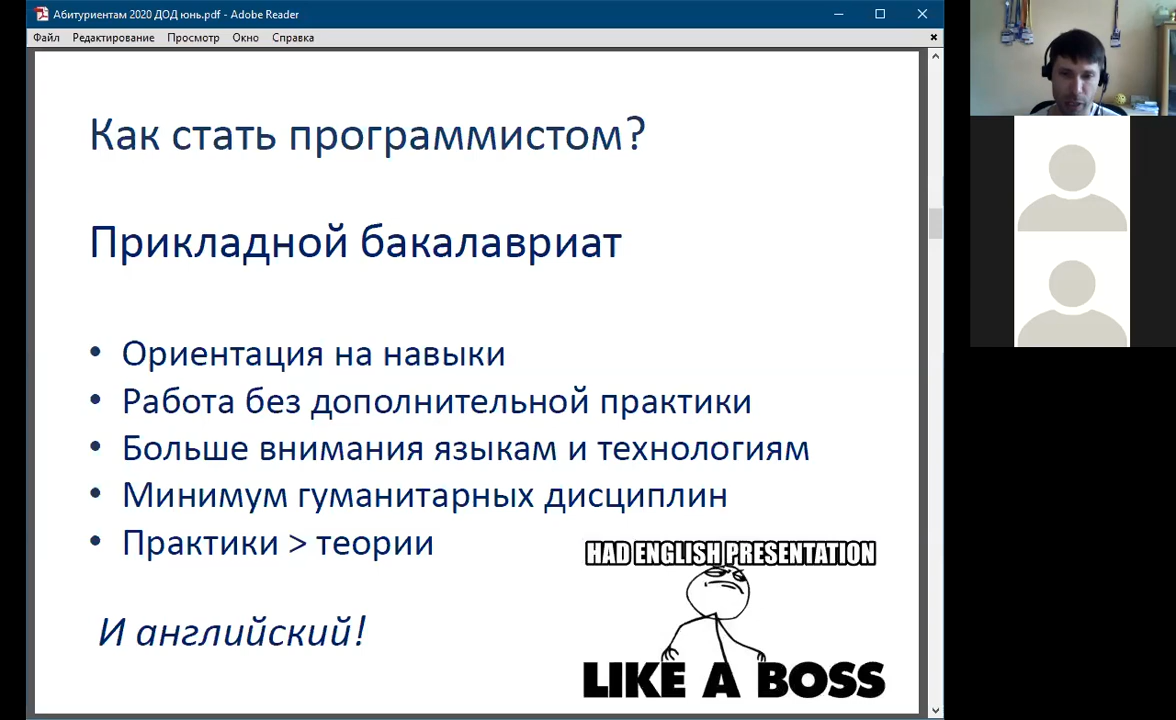 Абитуриентам 2020 ДОД юнь.pdf - Adobe Reader
Файл Редактирование Просмотр Окно Справка
Как стать программистом?
Прикладной бакалавриат
• Ориентация на навыки
• Работа без дополнительной практики
• Больше внимания языкам и технологиям
• Минимум гуманитарных дисциплин
• Практики > теории
HAD ENGLISH PRESENTATION
И английский!
LIKE A BOSS